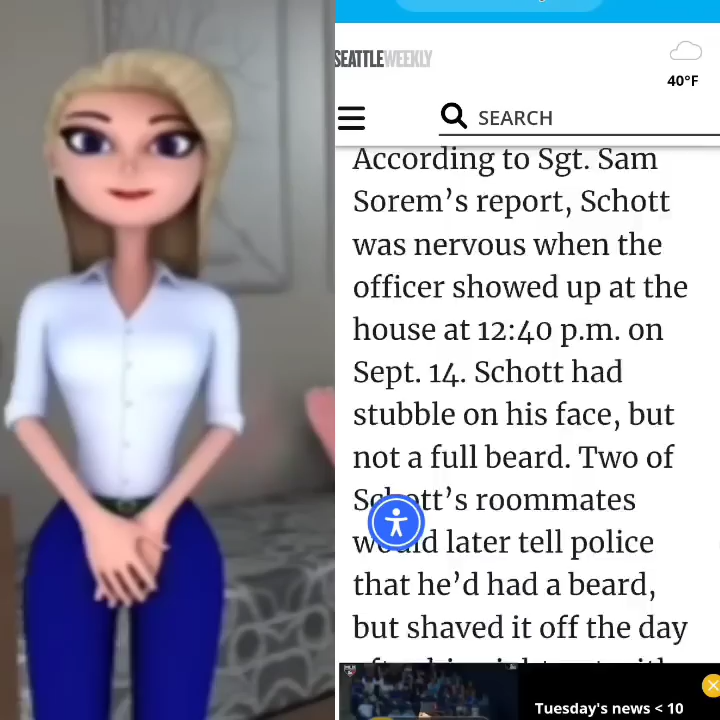 SEATTLEWEEKLY
40°F
SEARCH
According to Sgt. Sam
Sorem’s report, Schott
was nervous when the
officer showed up at the
house at 12:40 p.m. on
Sept. 14. Schott had
stubble on his face, but
not a full beard. Two of
Schott’s roommates
would later tell police
that he’d had a beard,
but shaved it off the day
Tuesday's news < 10